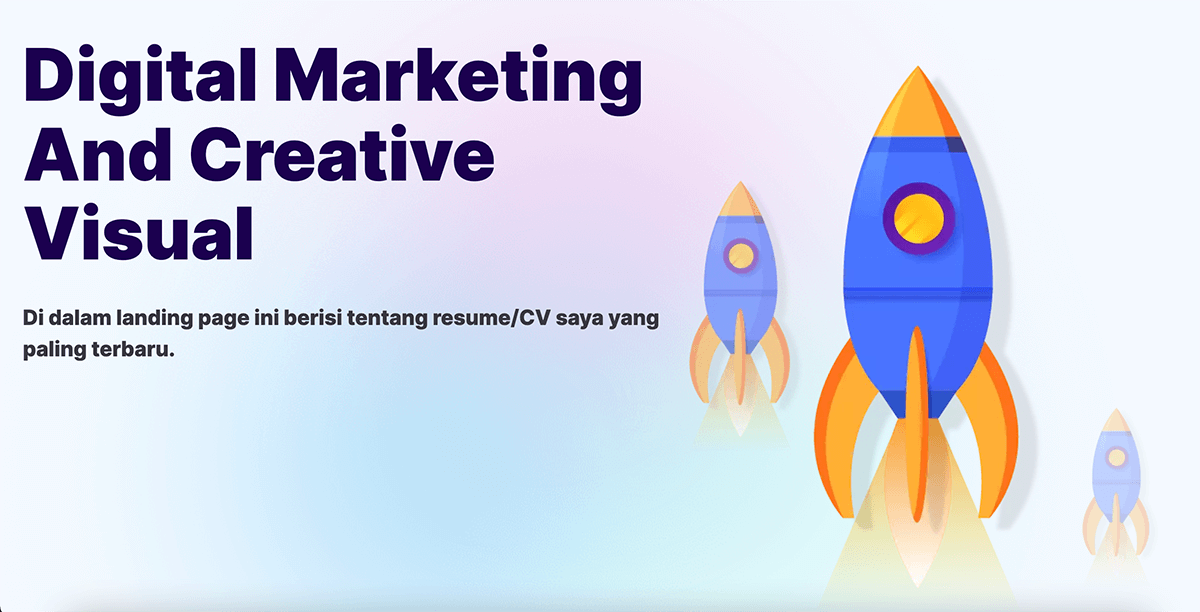 Digital Marketing
And Creative
Visual
Di dalam landing page ini berisi tentang resume/CV saya yang
paling terbaru.